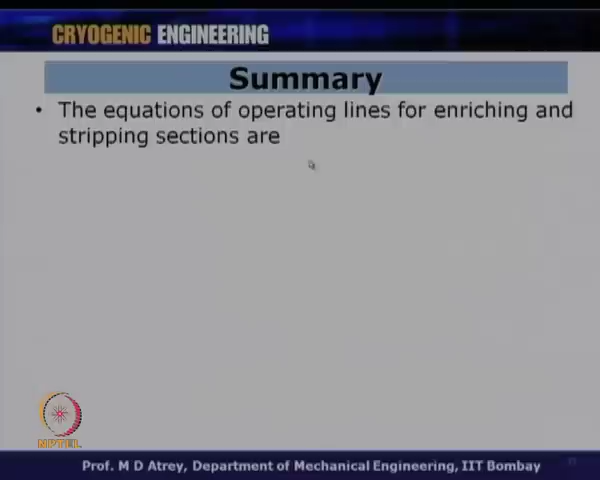 CRYOGENIC ENGINEERING
Summary
• The equations of operating lines for enriching and
stripping sections are
NPTEL
Prof. M D Atrey, Department of Mechanical Engineering, IIT Bombay